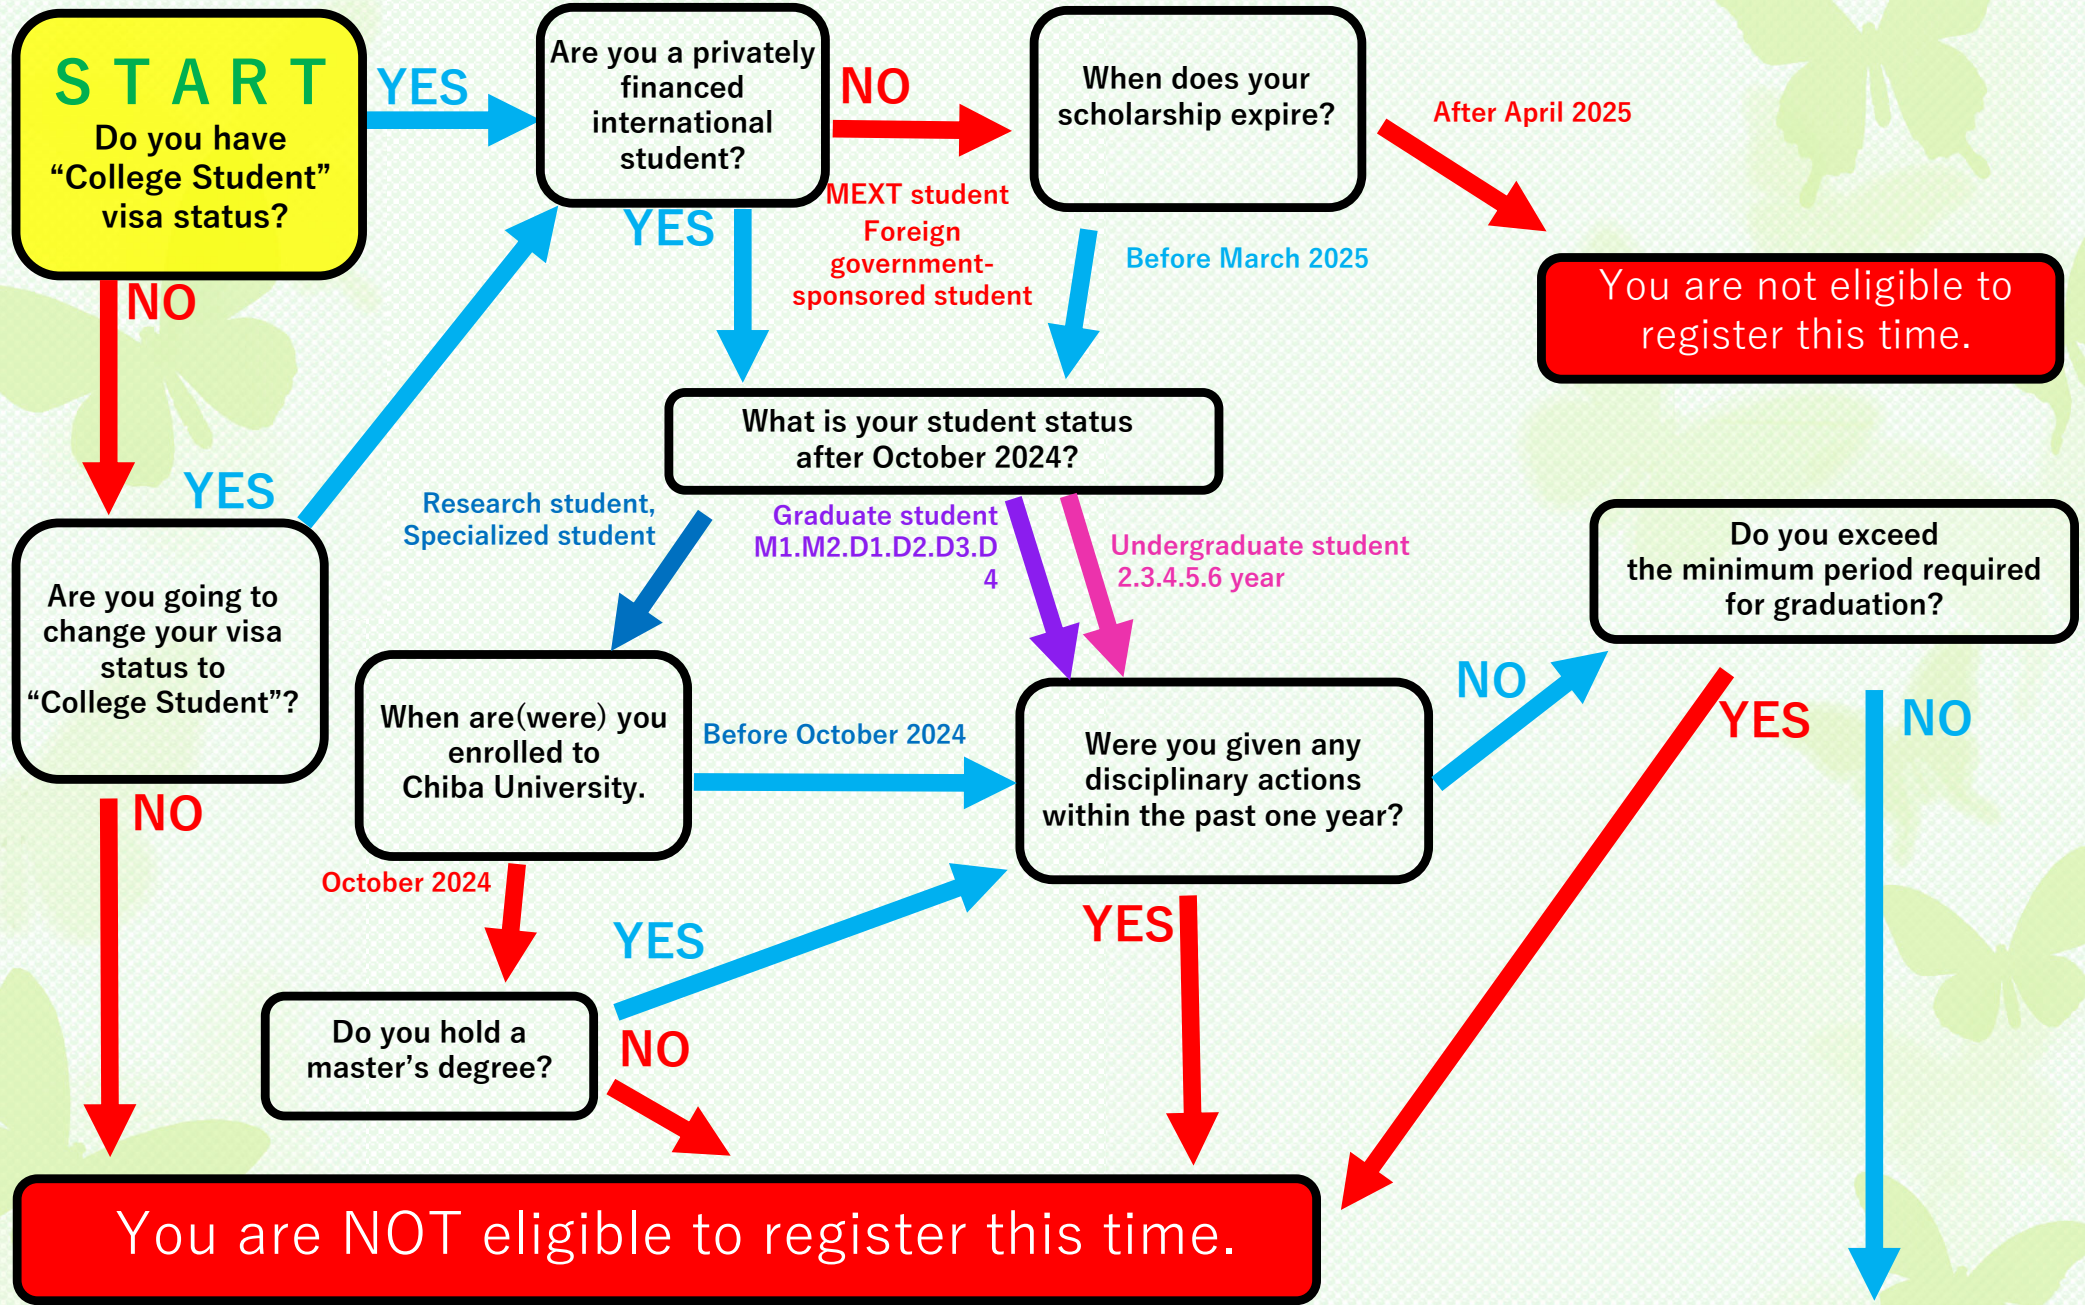 START
Do you have
“College Student”
visa status?
YES
Are you a privately
financed
international
student?
NO
When does your
scholarship expire?
After April 2025
MEXT student
Foreign
government-
sponsored student
YES
Before March 2025
You are not eligible to
register this time.
NO
What is your student status
after October 2024?
YES
Research student,
Specialized student
Graduate student
M1.M2.D1.D2.D3.D
4
Undergraduate student
2.3.4.5.6 year
Do you exceed
the minimum period required
for graduation?
Are you going to
change your visa
status to
“College Student”?
When are(were) you
enrolled to
Chiba University.
Before October 2024
Were you given any
disciplinary actions
within the past one year?
NO
YES
NO
NO
October 2024
YES
YES
Do you hold a
master’s degree?
NO
You are NOT eligible to register this time.